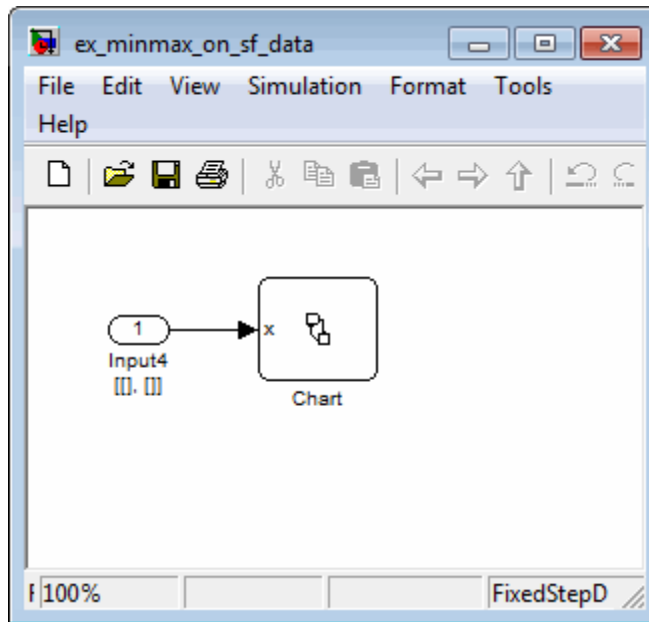 ex_minmax_on_sf_data
File Edit View Simulation Format Tools
Help
1
x
Input4
[[], []]
Chart
100%
FixedStepD